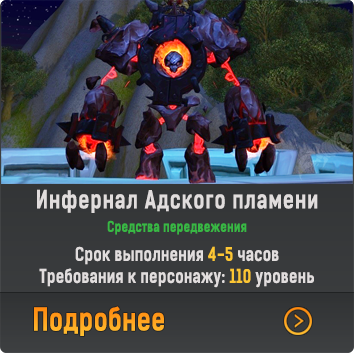 Инфернал Адского пламени
Средства передвежения
Срок выполнения 4-5 часов
Требования к персонажу: 110 уровень
Подробнее